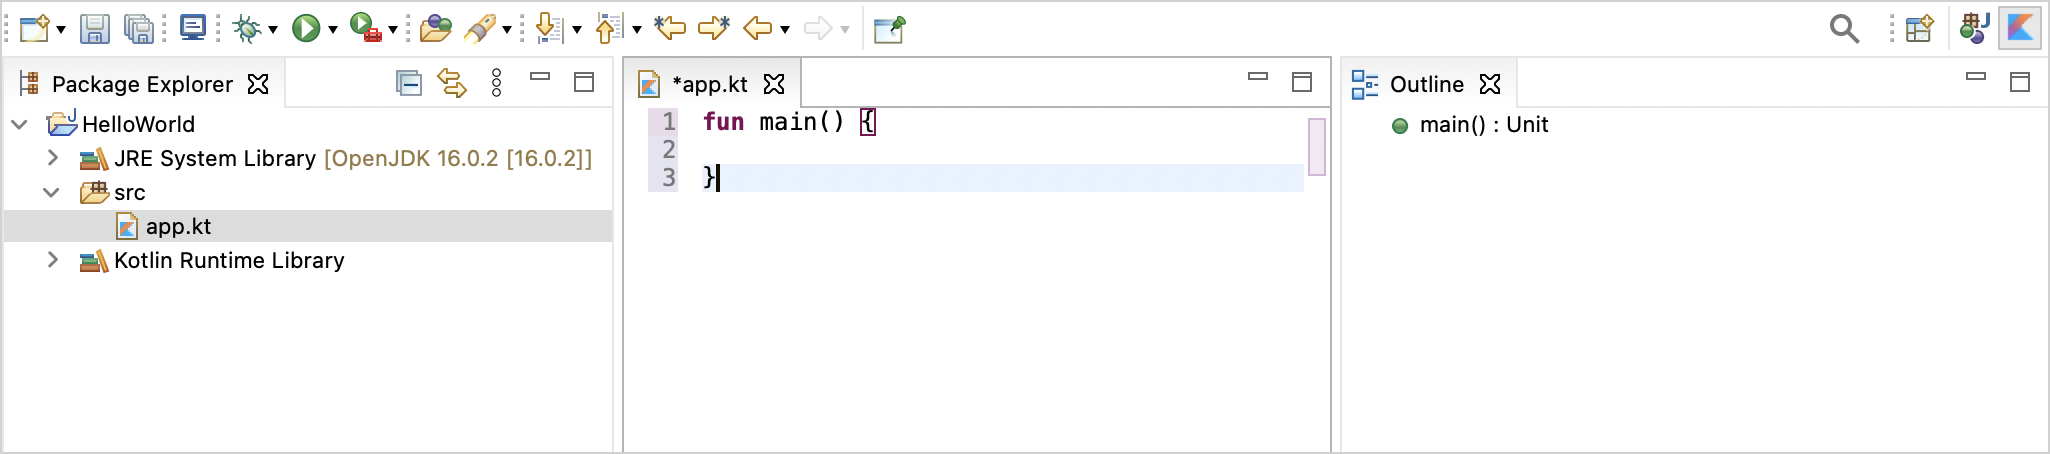 Package Explorer
HelloWorld
JRE System Library [OpenJDK 16.0.2 [16.0.2]]
src
app.kt
Kotlin Runtime Library
*app.kt
1 fun main() {
2
3 }
Outline
main() : Unit